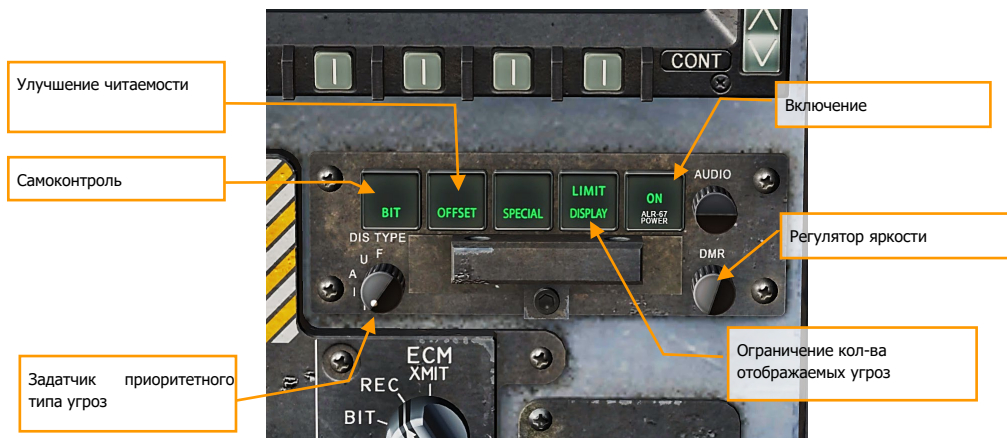 CONT
Улучшение читаемости
Включение
Самоконтроль
AUDIO
BIT
OFFSET
SPECIAL
LIMIT
DISPLAY
ON
ALR-67
POWER
DIS TYPE
F
U
A
I
DMR
Регулятор яркости
Задатчик приоритетного
типа угроз
Ограничение кол-ва
отображаемых угроз
ECM
XMIT
REC
BIT